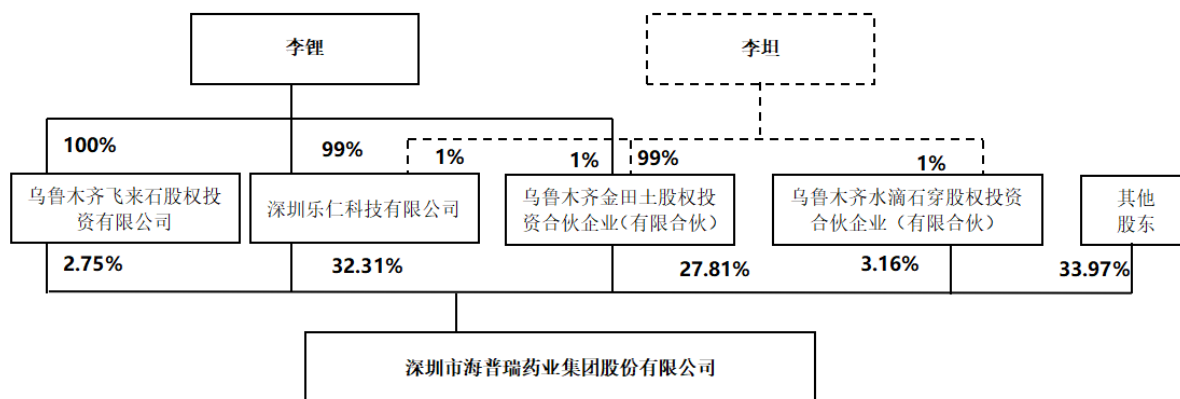 李锂
李坦
100%
99%
1%
1%
99%
1%
乌鲁木齐飞来石股权投
资有限公司
深圳乐仁科技有限公司
乌鲁木齐金田土股权投
资合伙企业(有限合伙)
乌鲁木齐水滴石穿股权投资
合伙企业（有限合伙）
其他
股东
2.75%
32.31%
27.81%
3.16%
33.97%
深圳市海普瑞药业集团股份有限公司